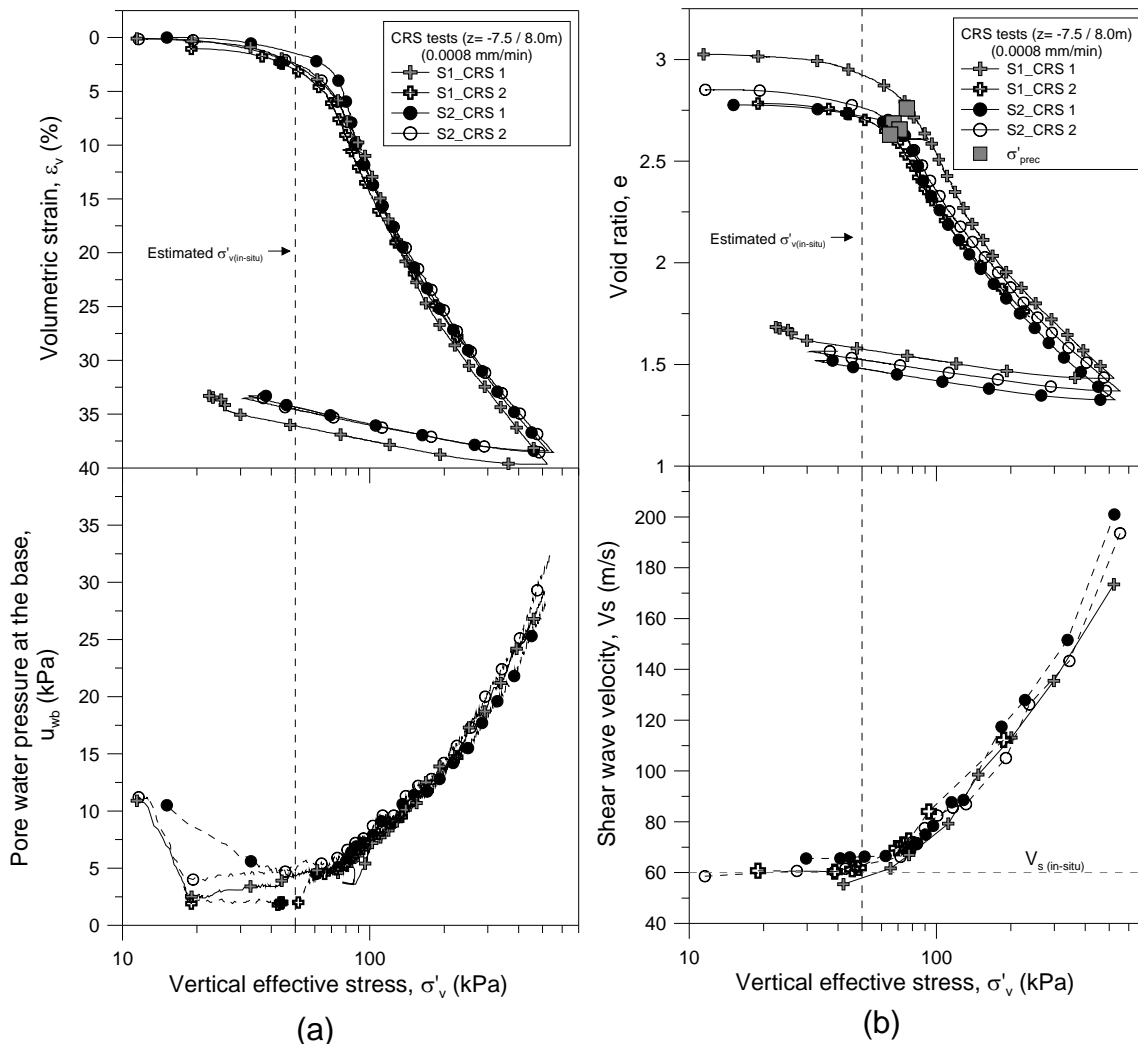 CRS tests (z= -7.5 / 8.0m)
(0.0008 mm/min)
S1_CRS 1
S1_CRS 2
S2_CRS 1
S2_CRS 2
Estimated σ'v(in-situ)
Volumetric strain, εv (%)
0
5
10
15
20
25
30
35
40
Pore water pressure at the base,
uwb (kPa)
35
30
25
20
15
10
5
0
10
100
Vertical effective stress, σ'v (kPa)
(a)
CRS tests (z= -7.5 / 8.0m)
(0.0008 mm/min)
S1_CRS 1
S1_CRS 2
S2_CRS 1
S2_CRS 2
σ'prec
Estimated σ'v(in-situ)
Void ratio, e
3
2.5
2
1.5
1
Shear wave velocity, Vs (m/s)
200
180
160
140
120
100
80
60
40
Vs (in-situ)
10
100
Vertical effective stress, σ'v (kPa)
(b)